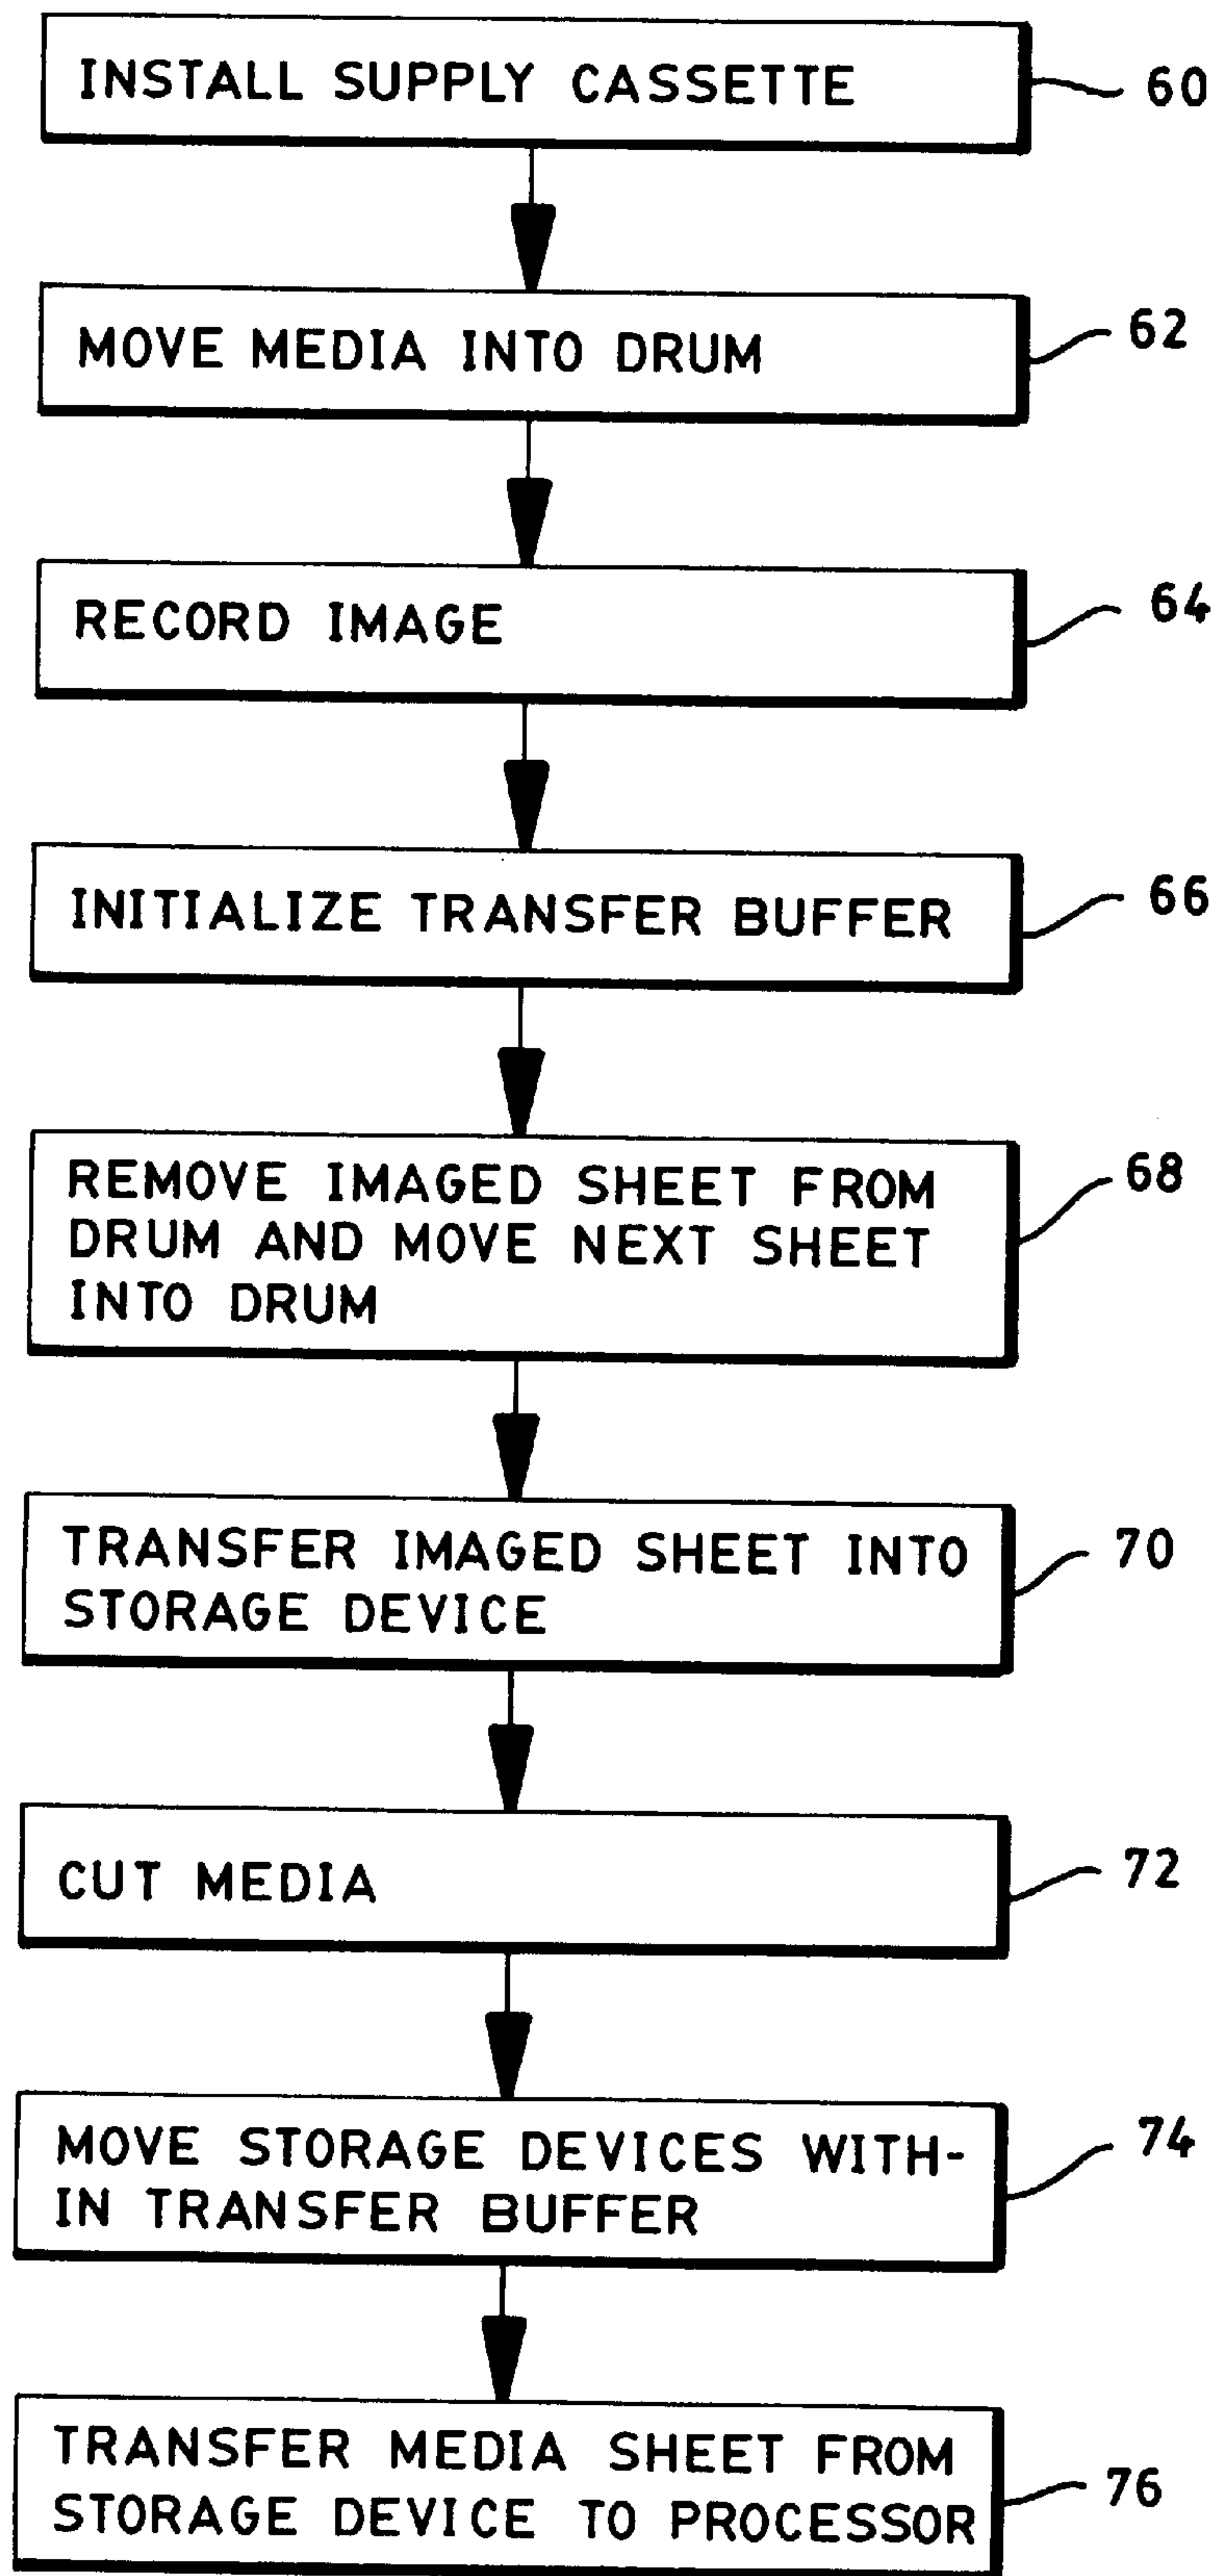 INSTALL SUPPLY CASSETTE
60
MOVE MEDIA INTO DRUM
62
RECORD IMAGE
64
INITIALIZE TRANSFER BUFFER
66
REMOVE IMAGED SHEET FROM
DRUM AND MOVE NEXT SHEET
INTO DRUM
68
TRANSFER IMAGED SHEET INTO
STORAGE DEVICE
70
CUT MEDIA
72
MOVE STORAGE DEVICES WITH-
IN TRANSFER BUFFER
74
TRANSFER MEDIA SHEET FROM
STORAGE DEVICE TO PROCESSOR
76